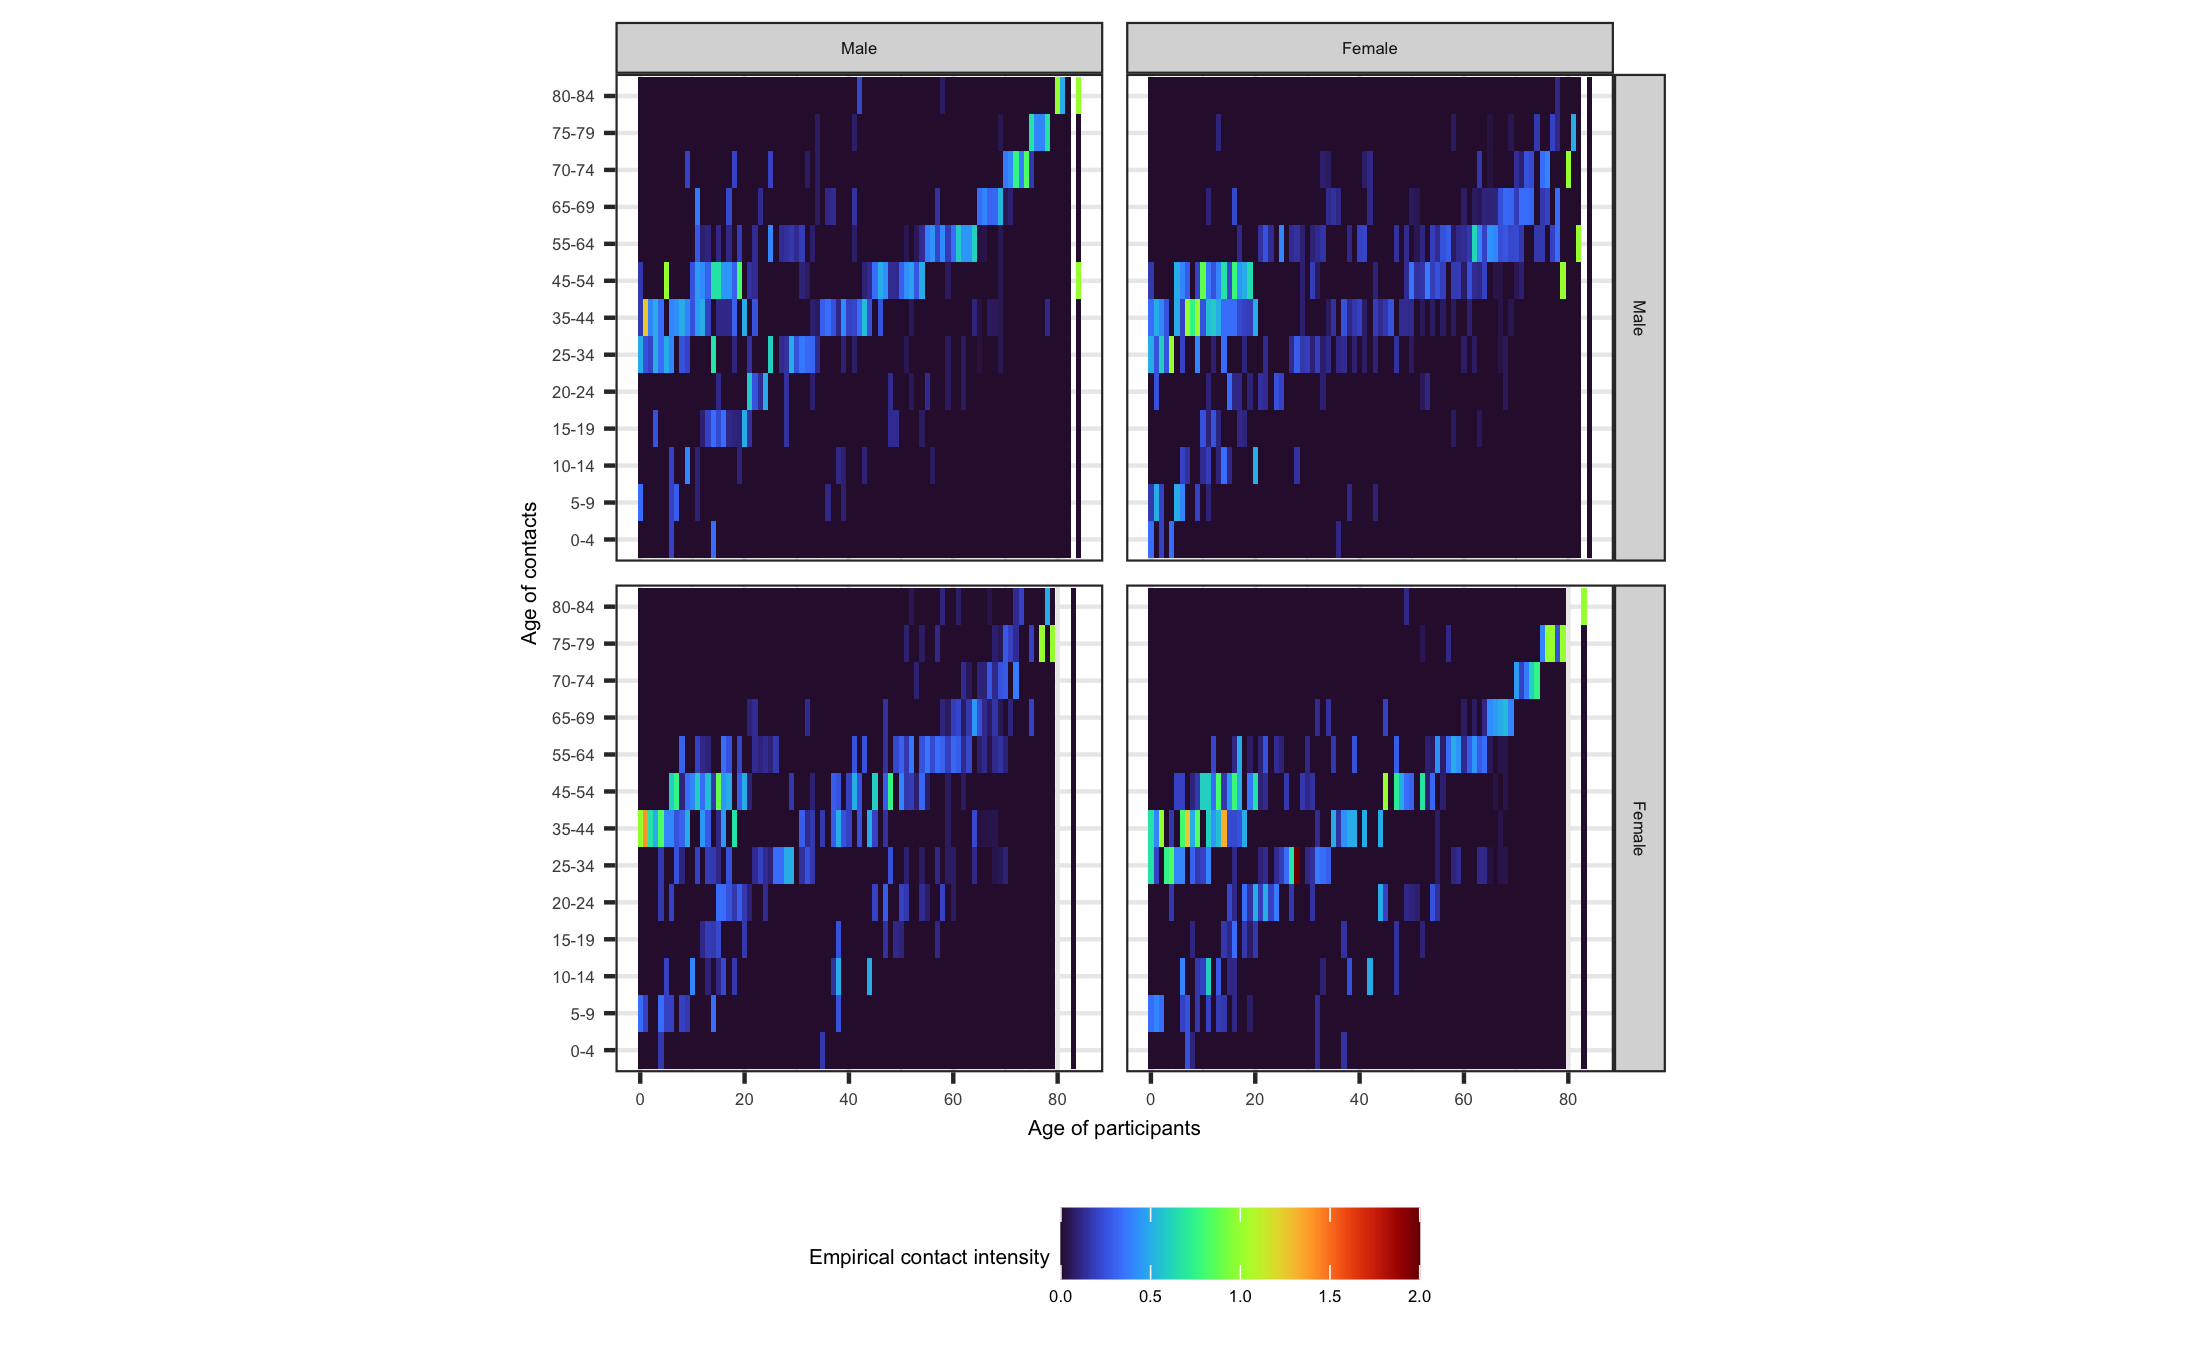 Male
Female
80-84
75-79
70-74
65-69
55-64
45-54
35-44
25-34
20-24
15-19
10-14
5-9
0-4
Male
80-84
75-79
70-74
65-69
55-64
45-54
35-44
25-34
20-24
15-19
10-14
5-9
0-4
Female
Age of contacts
0 20 40 60 80
0 20 40 60 80
Age of participants
Empirical contact intensity
0.0 0.5 1.0 1.5 2.0